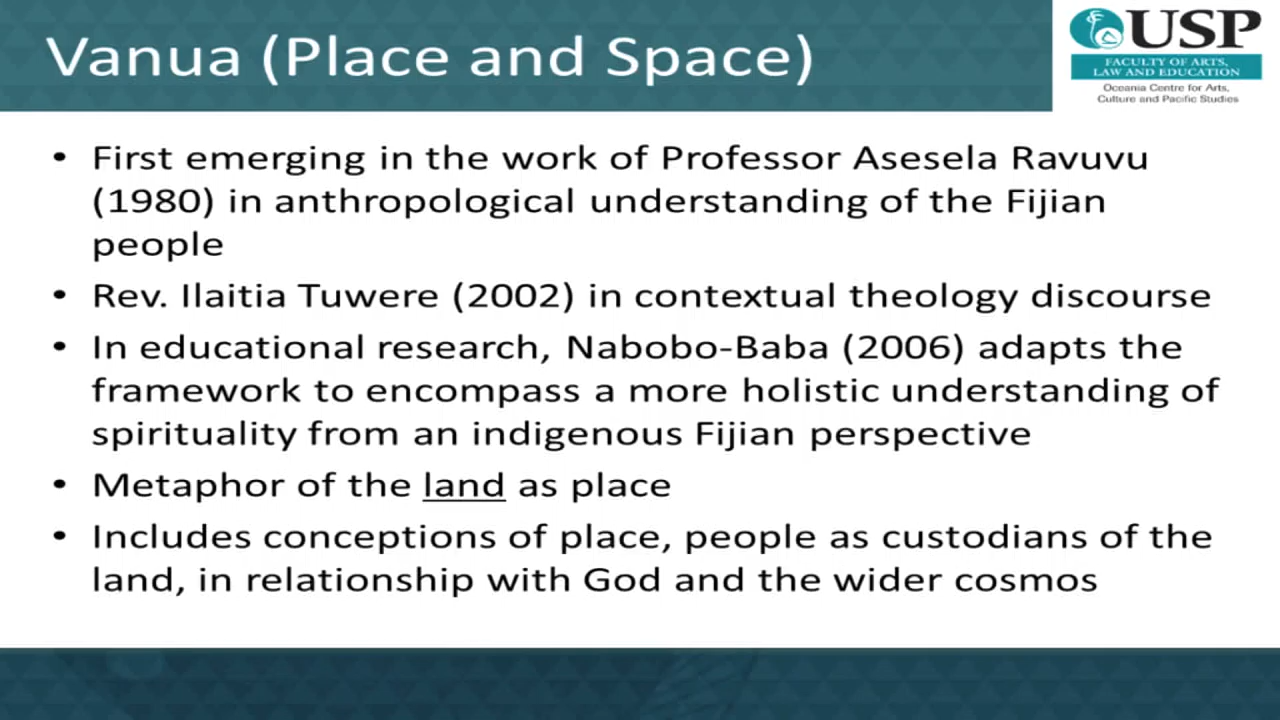 Vanua (Place and Space)
USP
FACULTY OF ARTS,
LAW AND EDUCATION
Oceania Centre for Arts,
Culture and Pacific Studies
• First emerging in the work of Professor Asesela Ravuvu
(1980) in anthropological understanding of the Fijian
people
• Rev. Ilaitia Tuwere (2002) in contextual theology discourse
• In educational research, Nabobo-Baba (2006) adapts the
framework to encompass a more holistic understanding of
spirituality from an indigenous Fijian perspective
• Metaphor of the land as place
• Includes conceptions of place, people as custodians of the
land, in relationship with God and the wider cosmos